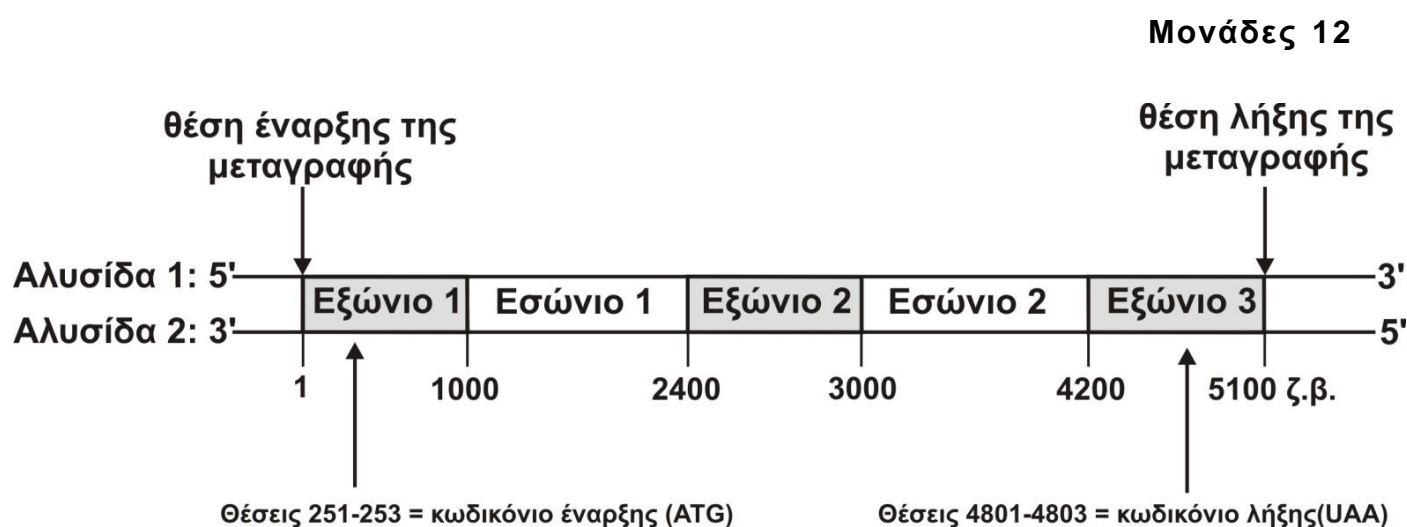 Μονάδες 12
θέση έναρξης της
μεταγραφής
θέση λήξης της
μεταγραφής
Αλυσίδα 1: 5' 3'
Εξώνιο 1 Εσώνιο 1 Εξώνιο 2 Εσώνιο 2 Εξώνιο 3
Αλυσίδα 2: 3' 5'
1 1000 2400 3000 4200 5100 ζ.β.
Θέσεις 251-253 = κωδικόνιο έναρξης (ATG) Θέσεις 4801-4803 = κωδικόνιο λήξης(UAA)